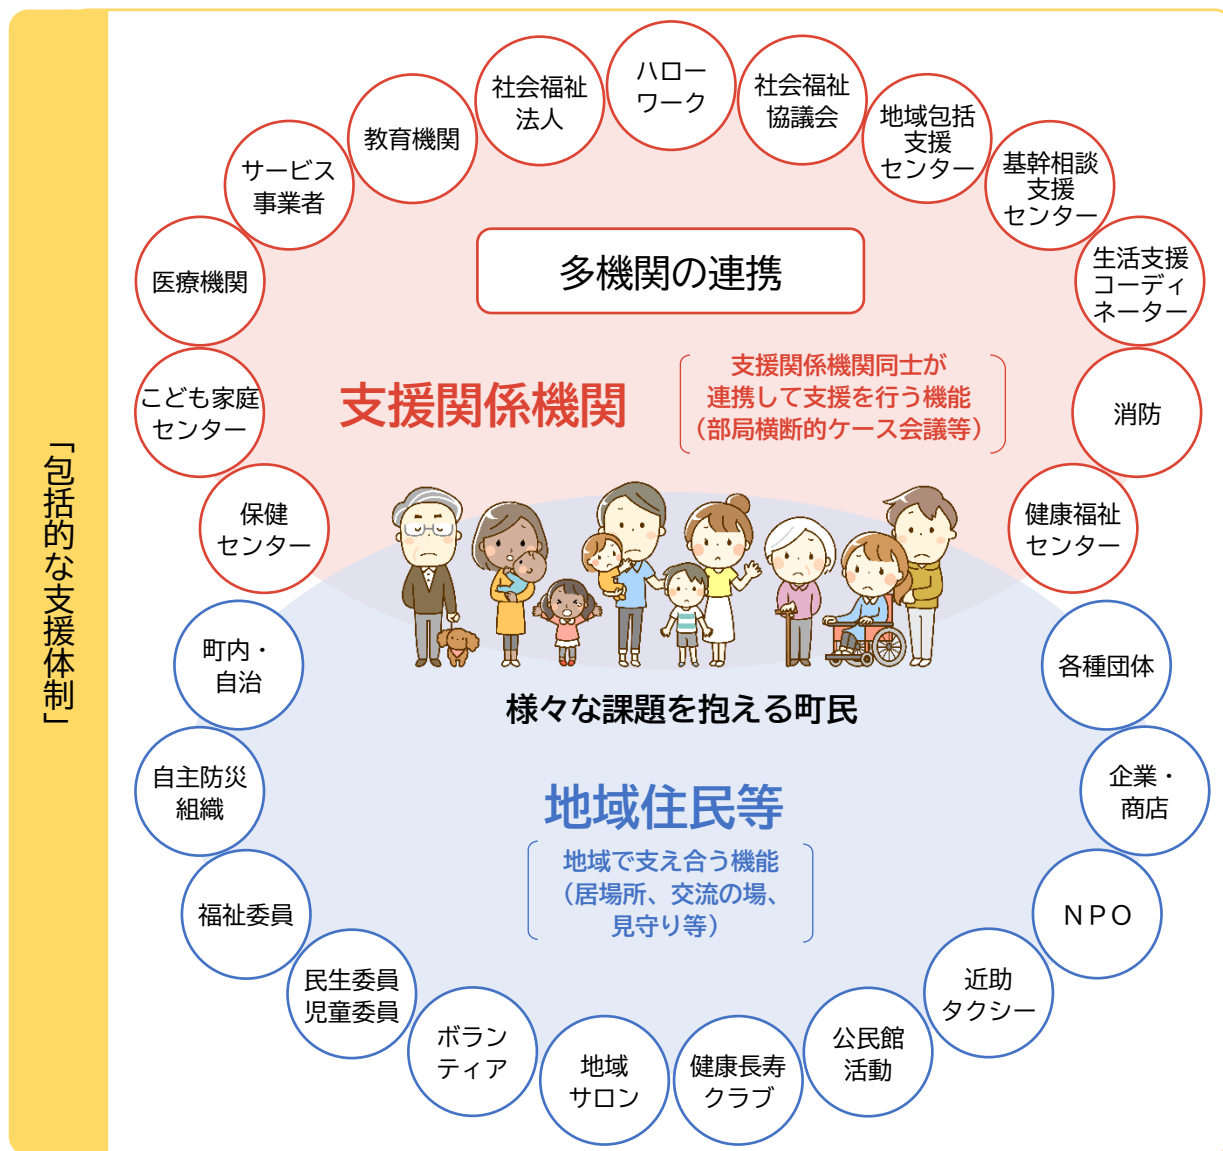 「包括的な支援体制」
ハロー
ワーク
社会福祉
法人
社会福祉
協議会
教育機関
地域包括
支援
センター
サービス
事業者
基幹相談
支援
センター
医療機関
生活支援
コーディ
ネーター
多機関の連携
こども家庭
センター
支援関係機関
支援関係機関同士が
連携して支援を行う機能
（部局横断的ケース会議等）
消防
保健
センター
健康福祉
センター
町内・
自治
各種団体
様々な課題を抱える町民
自主防災
組織
企業・
商店
地域住民等
地域で支え合う機能
（居場所、交流の場、
見守り等）
福祉委員
ＮＰＯ
民生委員
児童委員
近助
タクシー
ボラン
ティア
公民館
活動
地域
サロン
健康長寿
クラブ